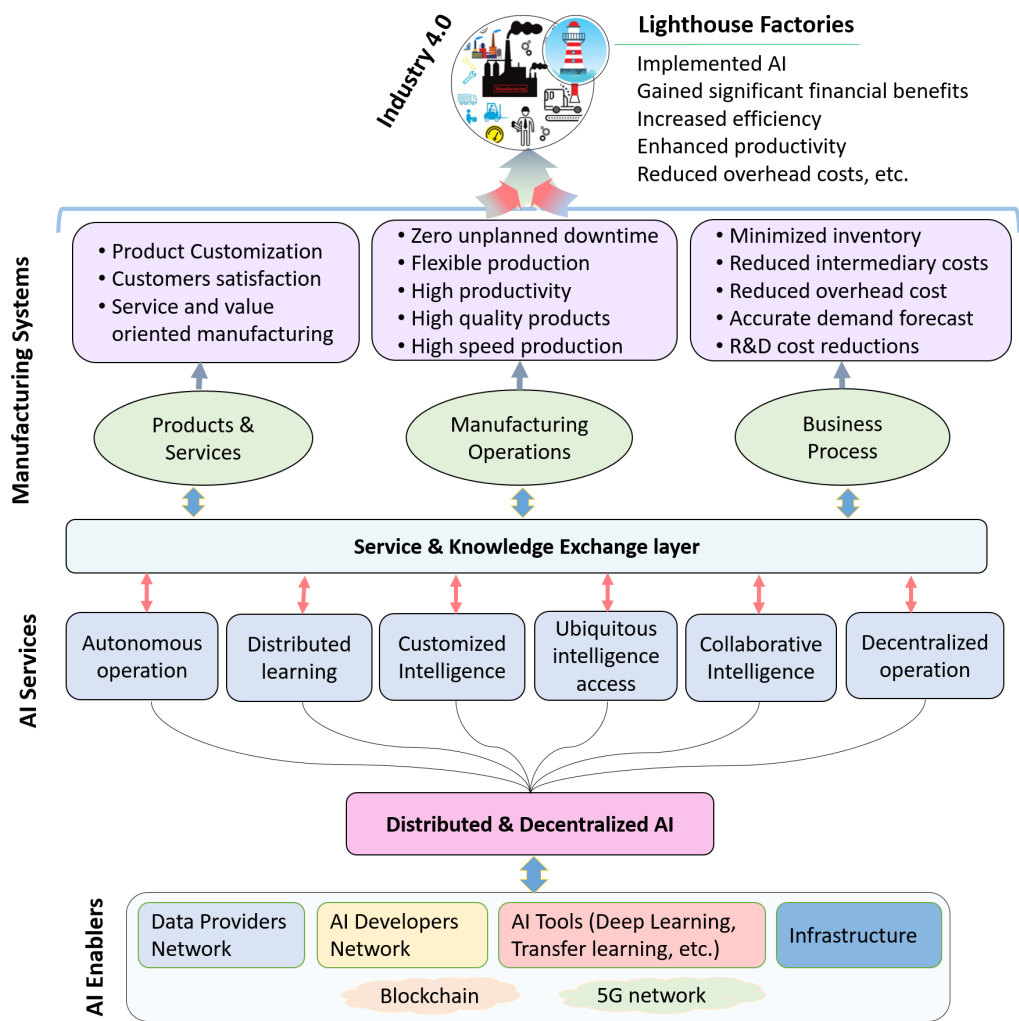 Industry 4.0
Manufacturing
Lighthouse Factories
Implemented AI
Gained significant financial benefits
Increased efficiency
Enhanced productivity
Reduced overhead costs, etc.
Manufacturing Systems
• Product Customization
• Customers satisfaction
• Service and value
oriented manufacturing
• Zero unplanned downtime
• Flexible production
• High productivity
• High quality products
• High speed production
• Minimized inventory
• Reduced intermediary costs
• Reduced overhead cost
• Accurate demand forecast
• R&D cost reductions
Products &
Services
Manufacturing
Operations
Business
Process
Service & Knowledge Exchange layer
AI Services
Autonomous
operation
Distributed
learning
Customized
Intelligence
Ubiquitous
intelligence
access
Collaborative
Intelligence
Decentralized
operation
Distributed & Decentralized AI
AI Enablers
Data Providers
Network
AI Developers
Network
AI Tools (Deep Learning,
Transfer learning, etc.)
Infrastructure
Blockchain
5G network